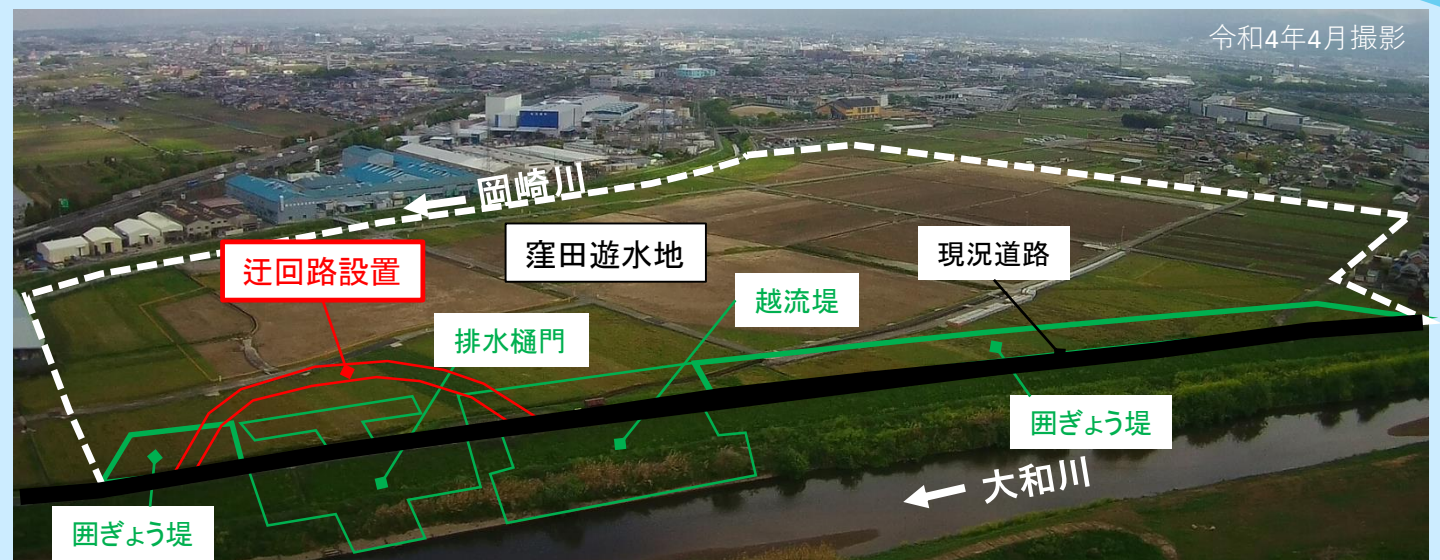 令和4年4月撮影
岡崎川
窪田遊水地
現況道路
迂回路設置
越流堤
排水樋門
囲ぎょう堤
大和川
囲ぎょう堤